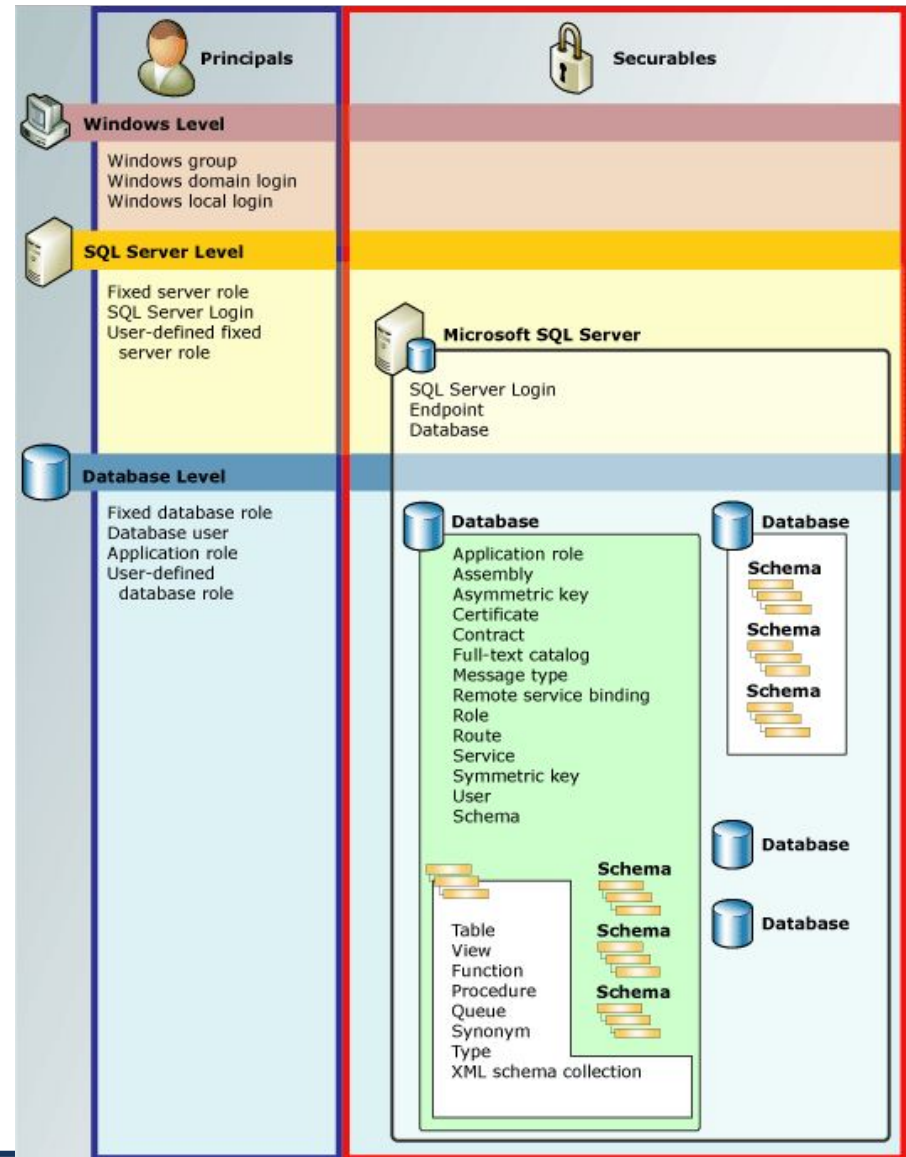 Principals
Securables
Windows Level
Windows group
Windows domain login
Windows local login
SQL Server Level
Fixed server role
SQL Server Login
User-defined fixed
server role
Microsoft SQL Server
SQL Server Login
Endpoint
Database
Database Level
Fixed database role
Database user
Application role
User-defined
database role
Database
Application role
Assembly
Asymmetric key
Certificate
Contract
Full-text catalog
Message type
Remote service binding
Role
Route
Service
Symmetric key
User
Schema
Table
View
Function
Procedure
Queue
Synonym
Type
XML schema collection
Schema
Schema
Schema
Database
Schema
Schema
Schema
Database
Database